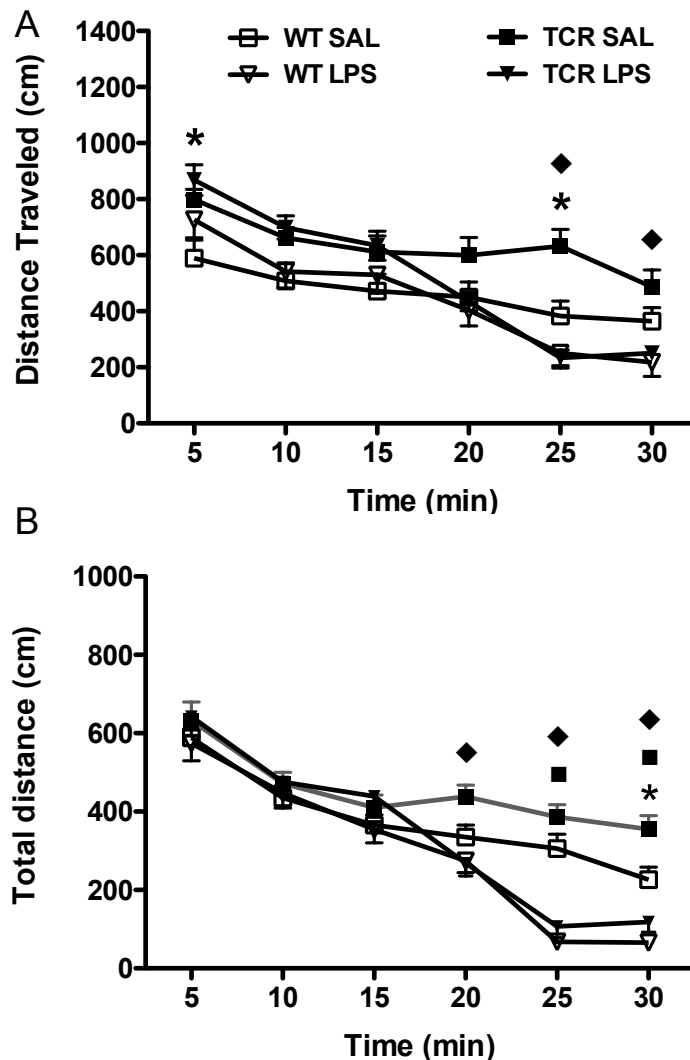 A
WT SAL TCR SAL
WT LPS TCR LPS
Distance Traveled (cm)
1400
1200
1000
800
600
400
200
0
*
*
5 10 15 20 25 30
Time (min)
B
Total distance (cm)
1000
800
600
400
200
0
*
5 10 15 20 25 30
Time (min)